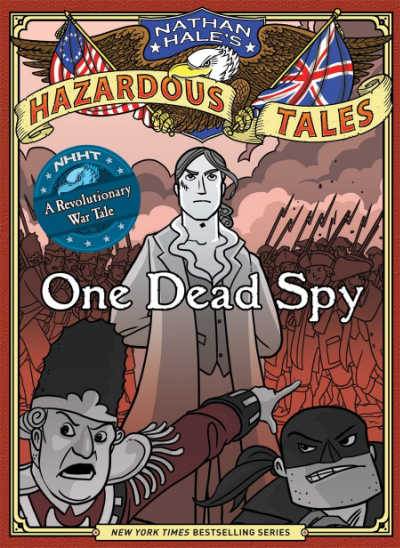 NATHAN
HALE'S
HAZARDOUS
TALES
NHHT
A Revolutionary
War Tale
One Dead Spy
NEW YORK TIMES BESTSELLING SERIES